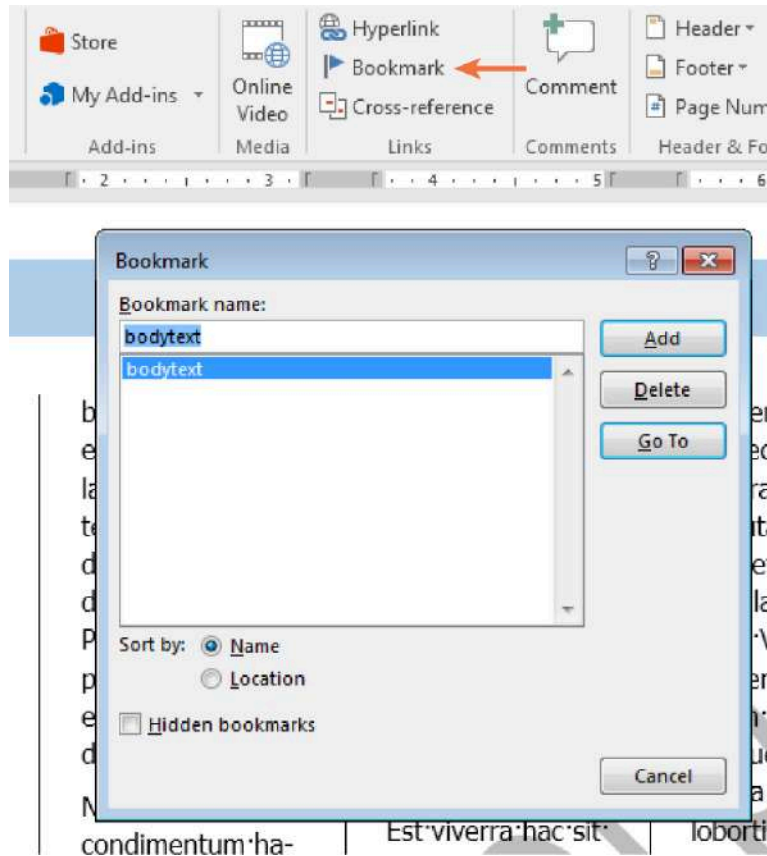 Store
My Add-ins
Add-ins
Online
Video
Media
Hyperlink
Bookmark
Cross-reference
Links
Comment
Comments
Header
Footer
Page Num
Header & Fo
2 3 4 5 6
Bookmark
?
Bookmark name:
bodytext
bodytext
Add
Delete
Go To
Sort by: Name
Location
Hidden bookmarks
Cancel
condimentum·ha-
Est·viverra·hac·sit·
loborti